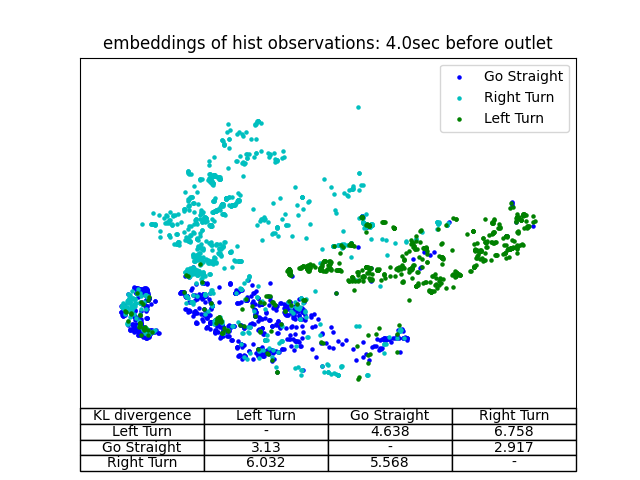 embeddings of hist observations: 4.0sec before outlet
Go Straight
Right Turn
Left Turn
KL divergence Left Turn Go Straight Right Turn
Left Turn - 4.638 6.758
Go Straight 3.13 - 2.917
Right Turn 6.032 5.568 -